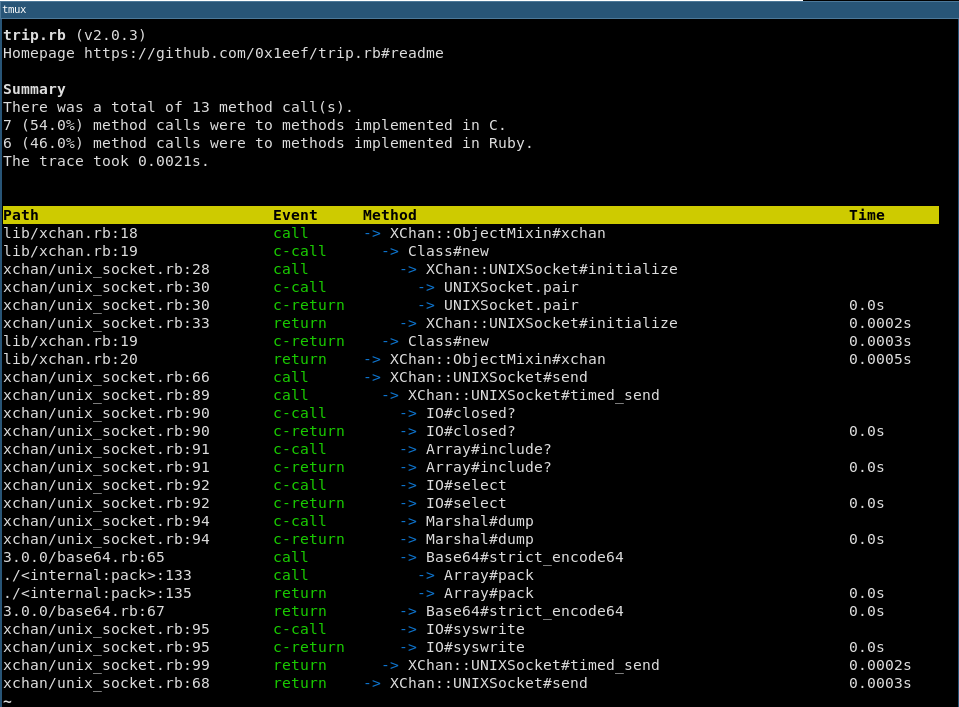 tmux
trip.rb (v2.0.3)
Homepage https://github.com/0x1eef/trip.rb#readme
Summary
There was a total of 13 method call(s).
7 (54.0%) method calls were to methods implemented in C.
6 (46.0%) method calls were to methods implemented in Ruby.
The trace took 0.0021s.
Path Event Method Time
lib/xchan.rb:18 call -> XChan::ObjectMixin#xchan
lib/xchan.rb:19 c-call -> Class#new
xchan/unix_socket.rb:28 call -> XChan::UNIXSocket#initialize
xchan/unix_socket.rb:30 c-call -> UNIXSocket.pair
xchan/unix_socket.rb:30 c-return -> UNIXSocket.pair 0.0s
xchan/unix_socket.rb:33 return -> XChan::UNIXSocket#initialize 0.0002s
lib/xchan.rb:19 c-return -> Class#new 0.0003s
lib/xchan.rb:20 return -> XChan::ObjectMixin#xchan 0.0005s
xchan/unix_socket.rb:66 call -> XChan::UNIXSocket#send
xchan/unix_socket.rb:89 call -> XChan::UNIXSocket#timed_send
xchan/unix_socket.rb:90 c-call -> IO#closed?
xchan/unix_socket.rb:90 c-return -> IO#closed? 0.0s
xchan/unix_socket.rb:91 c-call -> Array#include?
xchan/unix_socket.rb:91 c-return -> Array#include? 0.0s
xchan/unix_socket.rb:92 c-call -> IO#select
xchan/unix_socket.rb:92 c-return -> IO#select 0.0s
xchan/unix_socket.rb:94 c-call -> Marshal#dump
xchan/unix_socket.rb:94 c-return -> Marshal#dump 0.0s
3.0.0/base64.rb:65 call -> Base64#strict_encode64
./<internal:pack>:133 call -> Array#pack
./<internal:pack>:135 return -> Array#pack 0.0s
3.0.0/base64.rb:67 return -> Base64#strict_encode64 0.0s
xchan/unix_socket.rb:95 c-call -> IO#syswrite
xchan/unix_socket.rb:95 c-return -> IO#syswrite 0.0s
xchan/unix_socket.rb:99 return -> XChan::UNIXSocket#timed_send 0.0002s
xchan/unix_socket.rb:68 return -> XChan::UNIXSocket#send 0.0003s
~